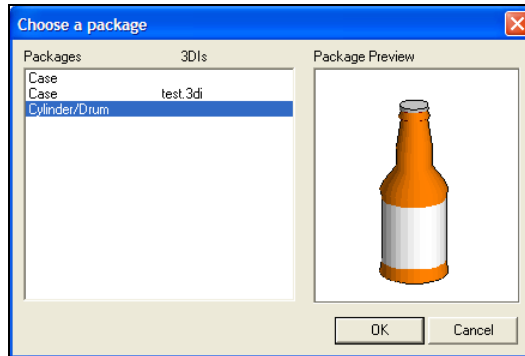 Choose a package
Packages 3DIs Package Preview
Case
Case test.3di
Cylinder/Drum
OK Cancel